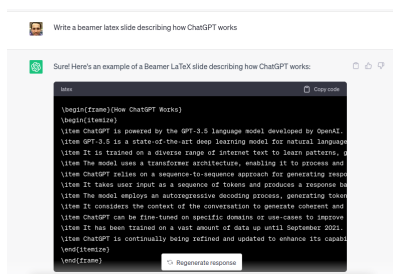 Write a beamer latex slide describing how ChatGPT works
Sure! Here's an example of a Beamer LaTeX slide describing how ChatGPT works:
latex
Copy code
\begin{frame}{How ChatGPT Works}
\begin{itemize}
\item ChatGPT is powered by the GPT-3.5 language model developed by OpenAI.
\item GPT-3.5 is a state-of-the-art deep learning model for natural language
\item It is trained on a diverse range of internet text to learn patterns, g
\item The model uses a transformer architecture, enabling it to process and
\item ChatGPT relies on a sequence-to-sequence approach for generating respo
\item It takes user input as a sequence of tokens and produces a response ba
\item The model employs an autoregressive decoding process, generating token
\item It considers the context of the conversation to generate coherent and
\item ChatGPT can be fine-tuned on specific domains or use-cases to improve
\item It has been trained on a vast amount of data up until September 2021.
\item ChatGPT is continually being refined and updated to enhance its capabi
\end{itemize}
\end{frame}
Regenerate response